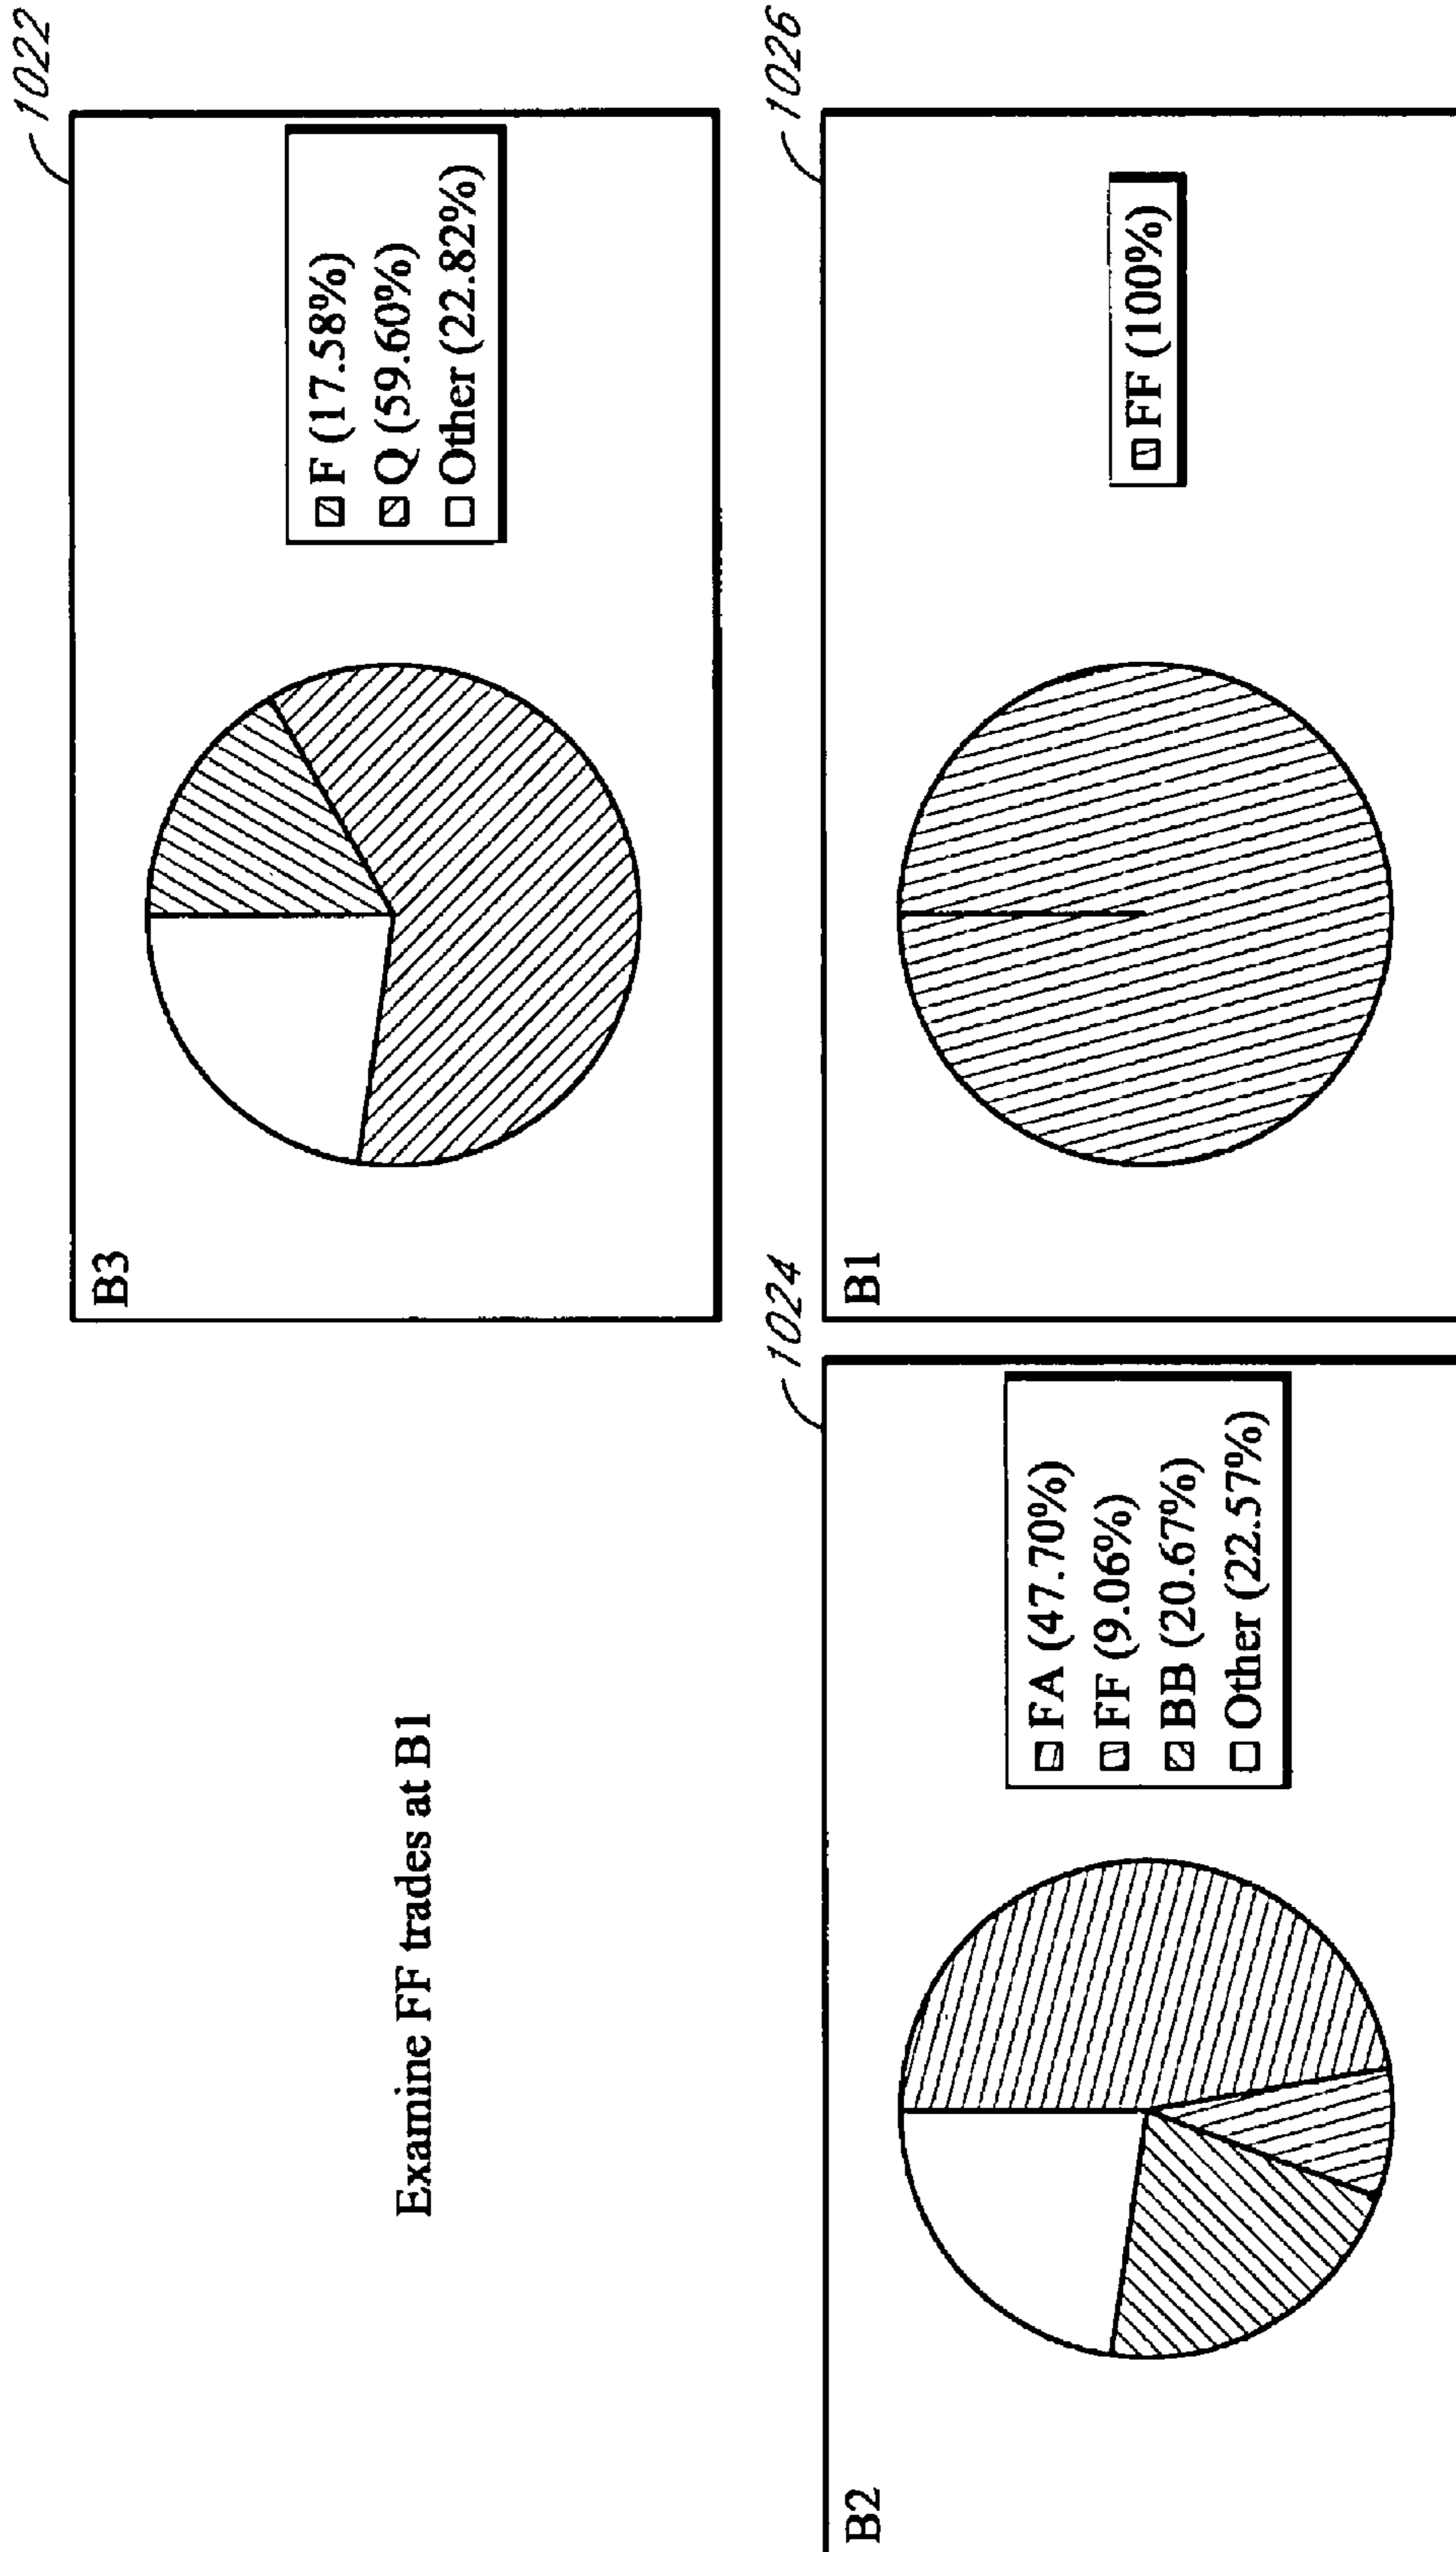 Examine FF trades at B1
1022
B3
F (17.58%)
Q (59.60%)
Other (22.82%)
1024
B2
FA (47.70%)
FF (9.06%)
BB (20.67%)
Other (22.57%)
1026
B1
FF (100%)